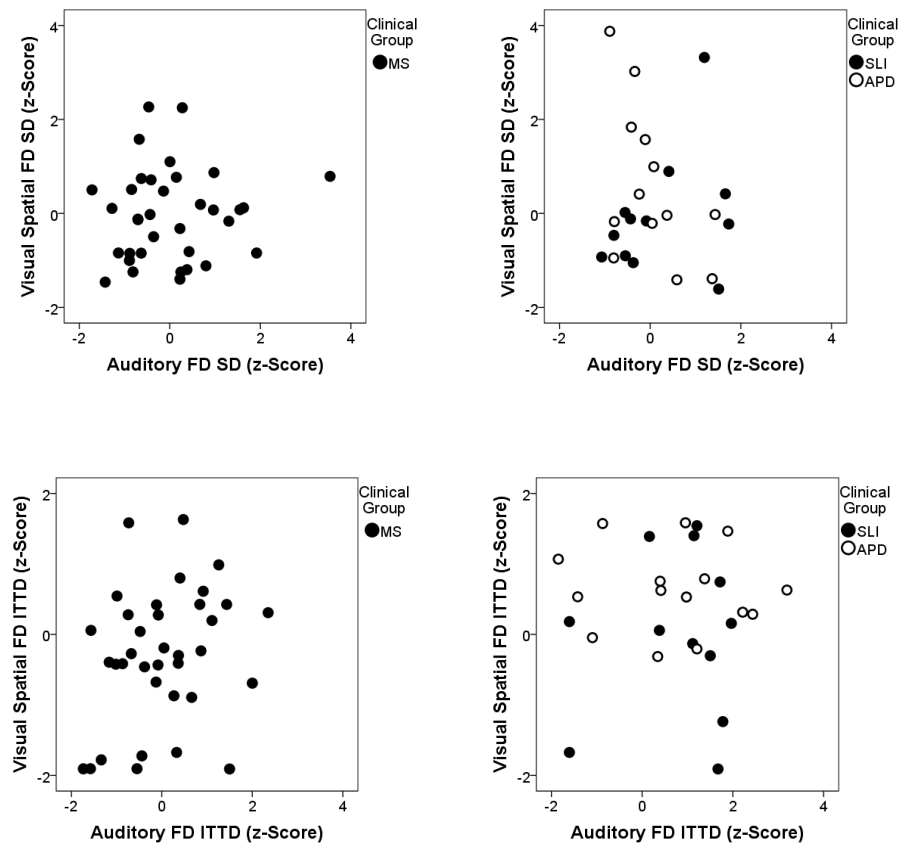 Clinical
Group
MS
4
2
0
-2
Visual Spatial FD SD (z-Score)
-2 0 2 4
Auditory FD SD (z-Score)
Clinical
Group
SLI
APD
4
2
0
-2
Visual Spatial FD SD (z-Score)
-2 0 2 4
Auditory FD SD (z-Score)
Clinical
Group
MS
2
0
-2
Visual Spatial FD ITTD (z-Score)
-2 0 2 4
Auditory FD ITTD (z-Score)
Clinical
Group
SLI
APD
2
0
-2
Visual Spatial FD ITTD (z-Score)
-2 0 2 4
Auditory FD ITTD (z-Score)